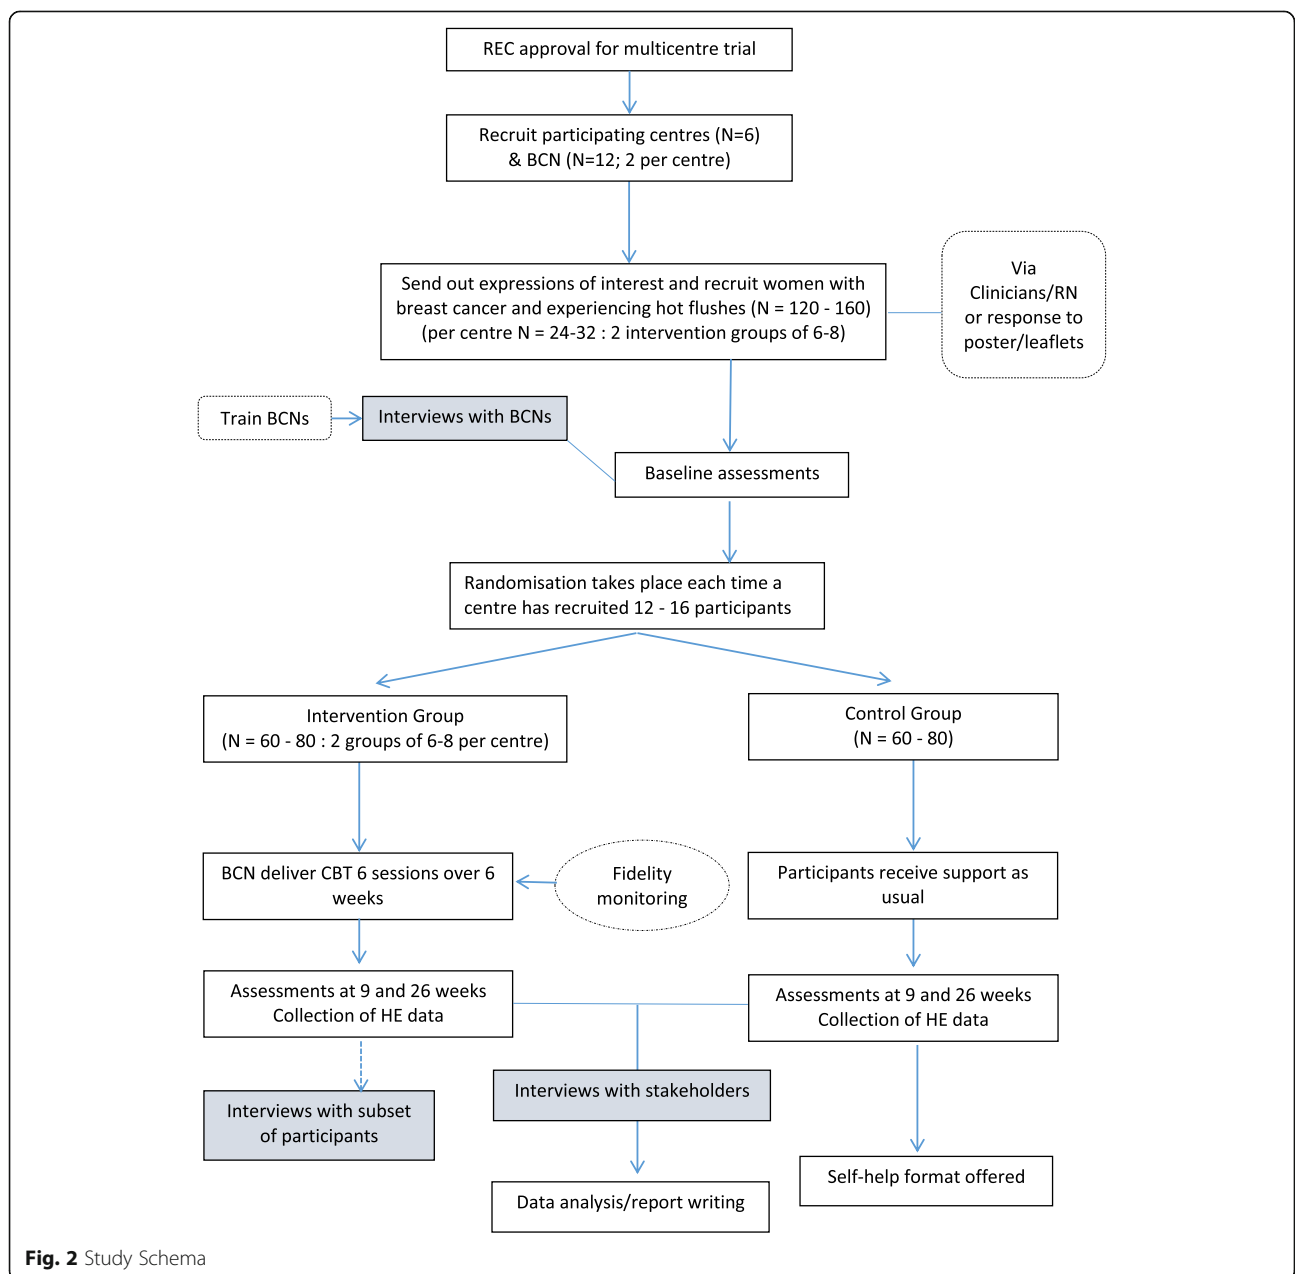 REC approval for multicentre trial
Recruit participating centres (N=6)
& BCN (N=12; 2 per centre)
Send out expressions of interest and recruit women with
breast cancer and experiencing hot flushes (N = 120 - 160)
(per centre N = 24-32 : 2 intervention groups of 6-8)
Via
Clinicians/RN
or response to
poster/leaflets
Train BCNs
Interviews with BCNs
Baseline assessments
Randomisation takes place each time a
centre has recruited 12 - 16 participants
Intervention Group
(N = 60 - 80 : 2 groups of 6-8 per centre)
Control Group
(N = 60 - 80)
BCN deliver CBT 6 sessions over 6
weeks
Fidelity
monitoring
Participants receive support as
usual
Assessments at 9 and 26 weeks
Collection of HE data
Assessments at 9 and 26 weeks
Collection of HE data
Interviews with subset
of participants
Interviews with stakeholders
Self-help format offered
Data analysis/report writing
Fig. 2 Study Schema